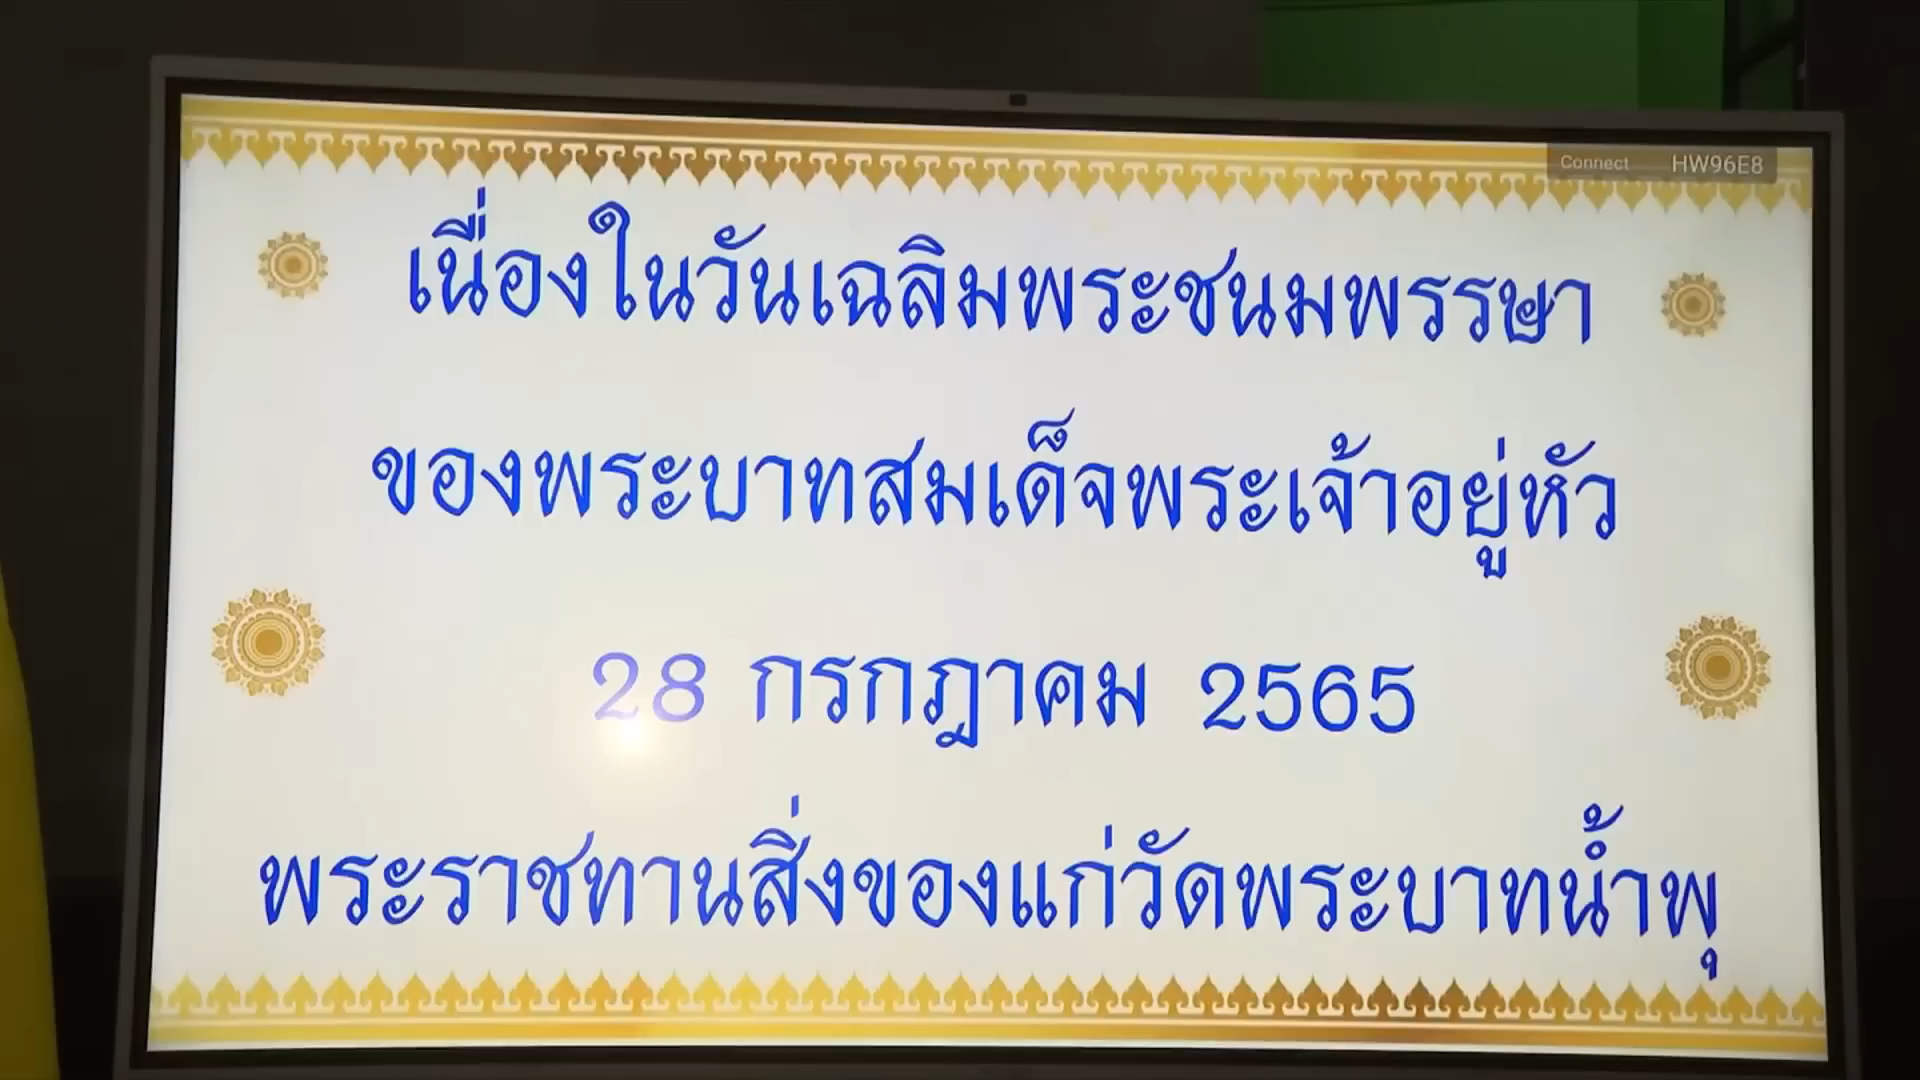 Connect HW96E8
เนื่องในวันเฉลิมพระชนมพรรษา
ของพระบาทสมเด็จพระเจ้าอยู่หัว
28 กรกฎาคม 2565
พระราชทานสิ่งของแก่วัดพระบาทน้ำพุ